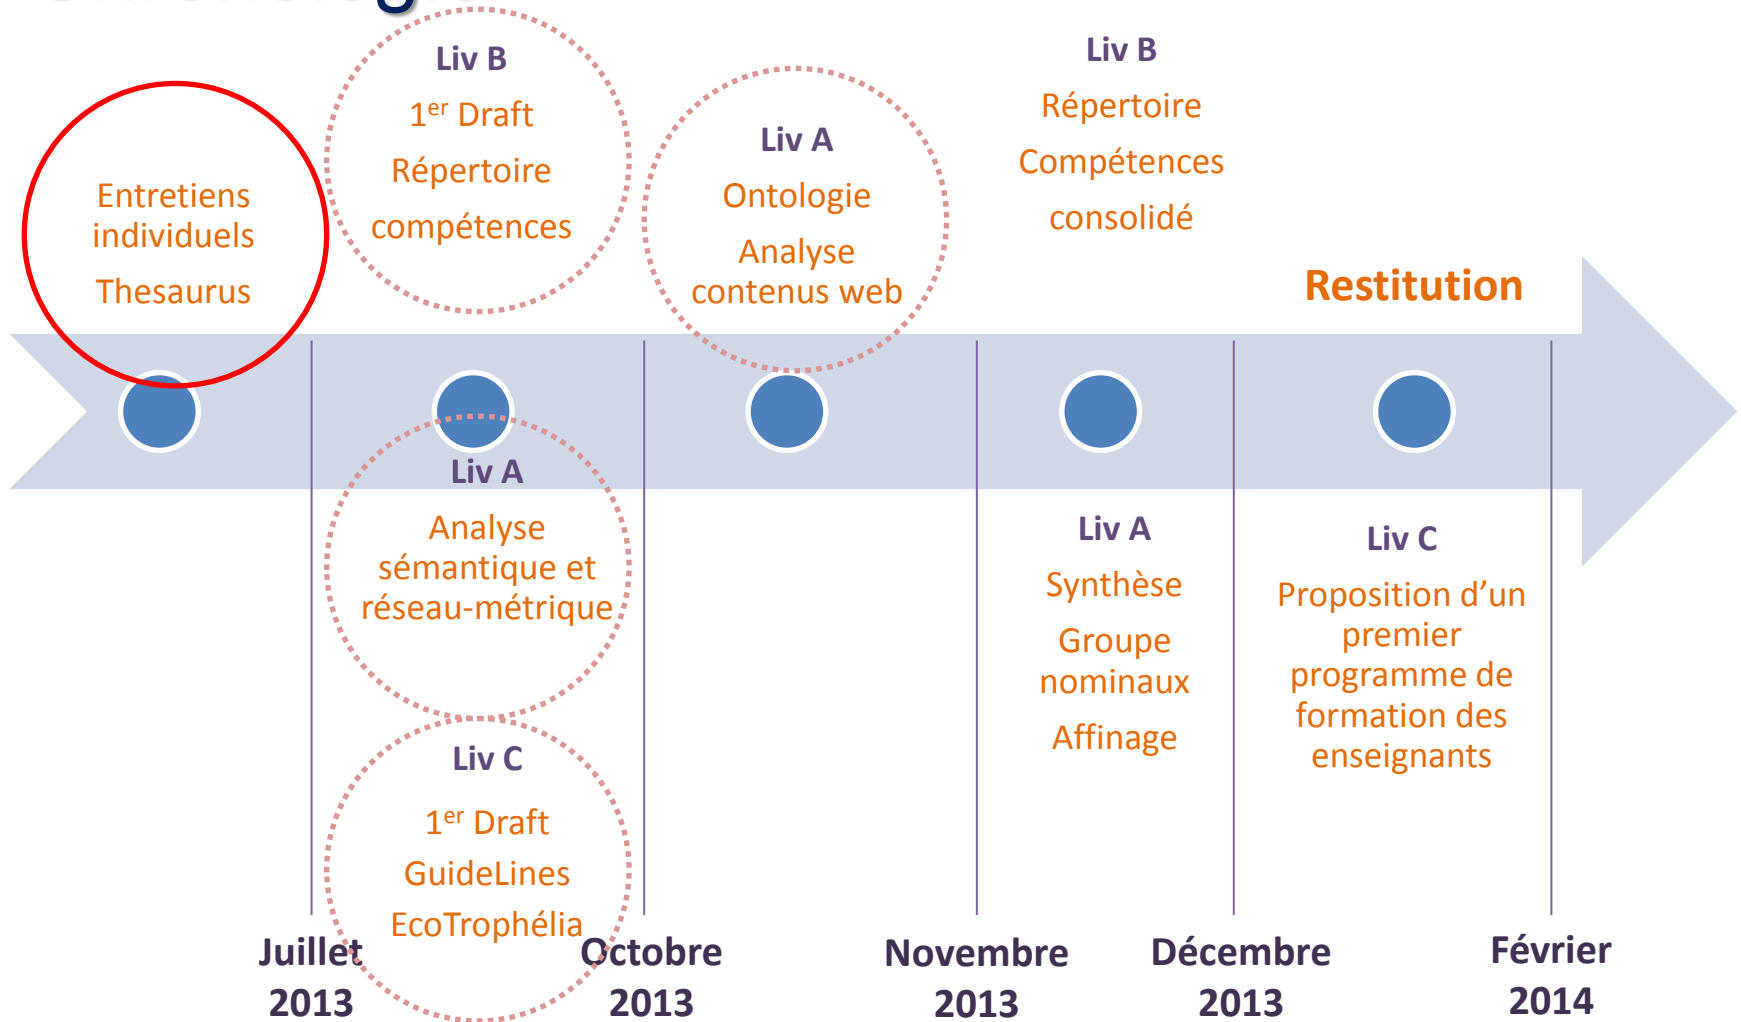 Liv B
1er Draft
Répertoire
compétences
Liv B
Répertoire
Compétences
consolidé
Liv A
Ontologie
Analyse
contenus web
Entretiens
individuels
Thesaurus
Restitution
Liv A
Analyse
sémantique et
réseau-métrique
Liv A
Synthèse
Groupe
nominaux
Affinage
Liv C
Proposition d’un
premier
programme de
formation des
enseignants
Liv C
1er Draft
GuideLines
EcoTrophélia
Juillet
2013
Octobre
2013
Novembre
2013
Décembre
2013
Février
2014